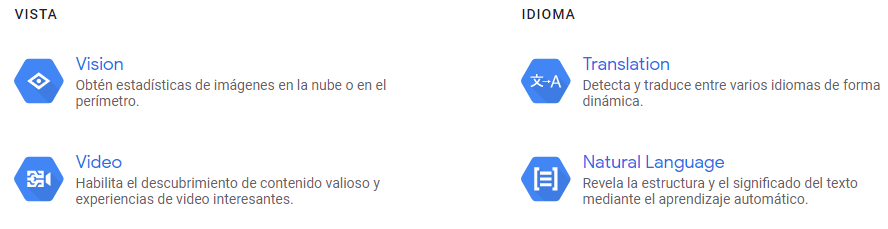 VISTA
Vision
Obtén estadísticas de imágenes en la nube o en el
perímetro.
Video
Habilita el descubrimiento de contenido valioso y
experiencias de video interesantes.
IDIOMA
文→A
Translation
Detecta y traduce entre varios idiomas de forma
dinámica.
Natural Language
Revela la estructura y el significado del texto
mediante el aprendizaje automático.